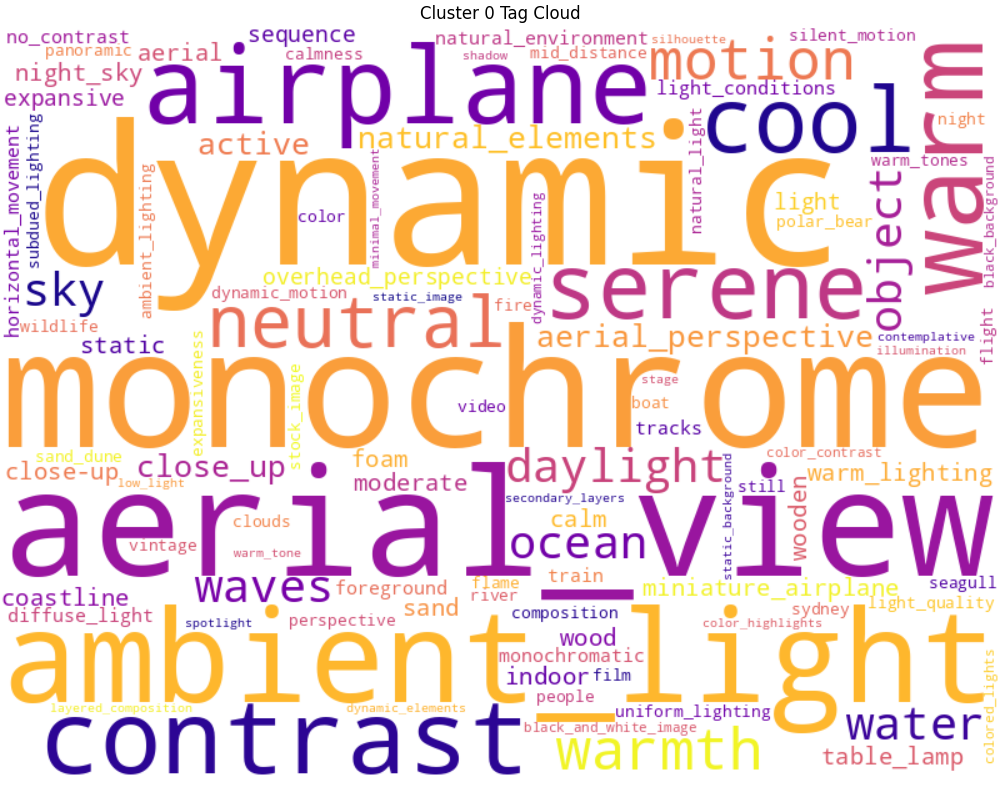 Cluster 0 Tag Cloud
no_contrast
sequence
natural_environment
silhouette
silent_motion
panoramic
aerial
calmness
shadow
mid_distance
motion
night_sky
airplane
light_conditions
warm
expansive
cool
night
active
natural_elements
natural_light
horizontal_movement
subdued_lighting
dynamic
warm_tones
black_background
ambient_lighting
minimal_movement
color
dynamic_lighting
light
polar_bear
object
sky
overhead_perspective
serene
dynamic_motion
static_image
fire
wildlife
neutral
aerial_perspective
contemplative
flight
static
illumination
expansiveness
stock_image
monochrome
stage
video
boat
tracks
sand_dune
close-up
close_up
foam
daylight
color_contrast
warm_lighting
low_light
moderate
secondary_layers
static_background
still
wooden
aerial_view
clouds
calm
vintage
warm_tone
ocean
waves
foreground
flame
train
miniature_airplane
seagull
coastline
river
diffuse_light
sand
composition
sydney
light_quality
spotlight
perspective
color_highlights
ambient_light
wood
monochromatic
indoor
film
colored_lights
people
layered_composition
dynamic_elements
uniform_lighting
contrast
black_and_white_image
water
warmth
table_lamp